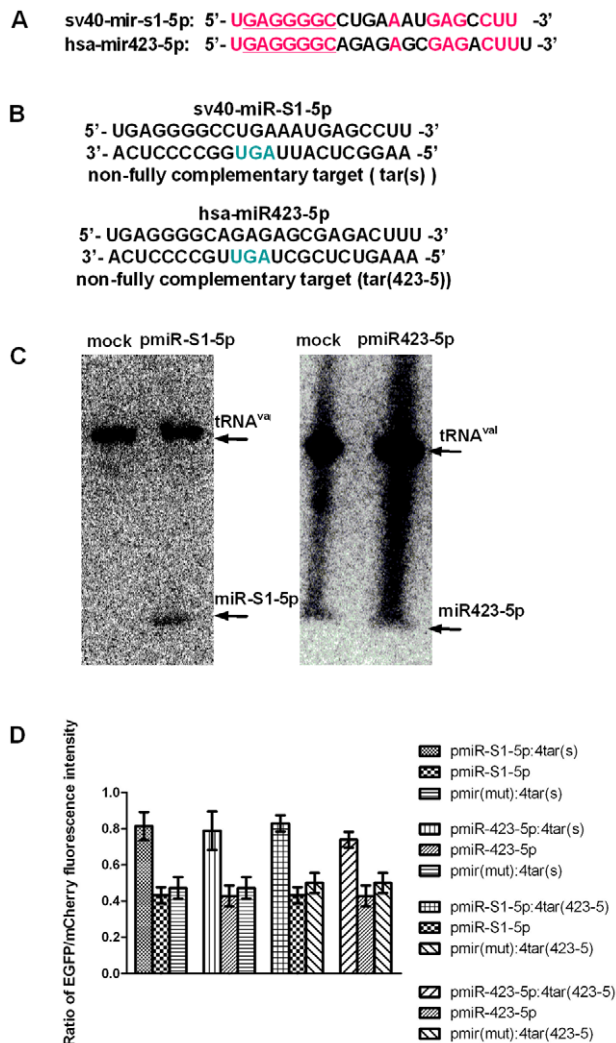 A
sv40-mir-s1-5p: 5'- UGAGGGGCCUGAAAUGAGCCUU -3'
hsa-mir423-5p: 5'- UGAGGGGCAGAGAGCGAGACUUU -3'
B
sv40-miR-S1-5p
5'- UGAGGGGCCUGAAAUGAGCCUU -3'
3'- ACUCCCCGGUGAUUACUCGGAA -5'
non-fully complementary target ( tar(s) )
hsa-miR423-5p
5'- UGAGGGGCAGAGAGCGAGACUUU -3'
3'- ACUCCCCGUUGAUCGCUCUGAAA -5'
non-fully complementary target (tar(423-5))
C
mock pmiR-S1-5p
mock pmiR423-5p
tRNAva
tRNAval
miR-S1-5p
miR423-5p
D
Ratio of EGFP/mCherry fluorescence intensity
1.0
0.8
0.6
0.4
0.2
0.0
pmiR-S1-5p:4tar(s)
pmiR-S1-5p
pmir(mut):4tar(s)
pmiR-423-5p:4tar(s)
pmiR-423-5p
pmir(mut):4tar(s)
pmiR-S1-5p:4tar(423-5)
pmiR-S1-5p
pmir(mut):4tar(423-5)
pmiR-423-5p:4tar(423-5)
pmiR-423-5p
pmir(mut):4tar(423-5)